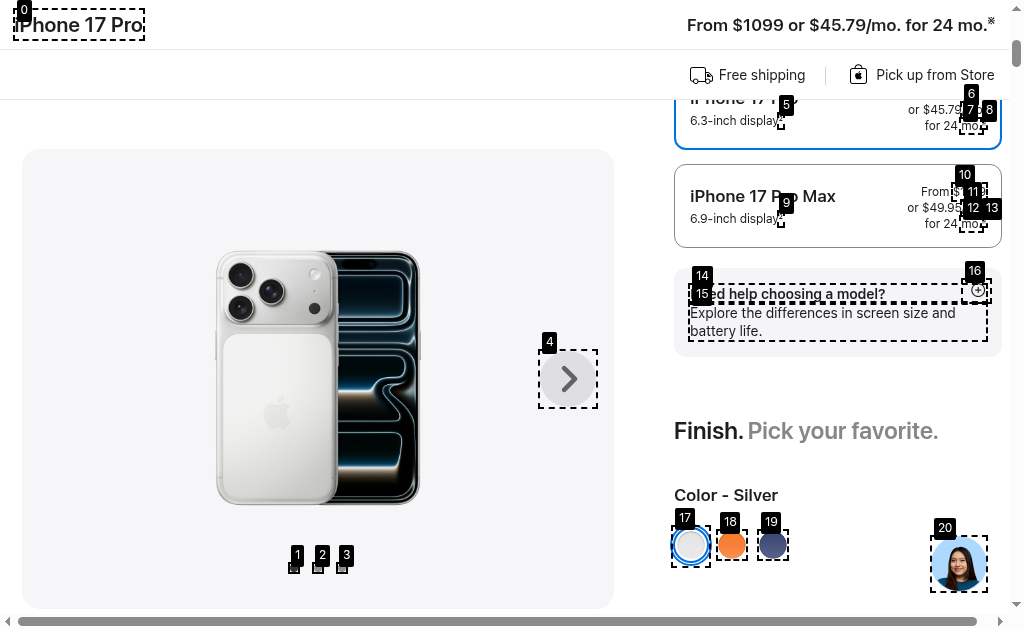 0
iPhone 17 Pro
From $1099 or $45.79/mo. for 24 mo.※
Free shipping
Pick up from Store
iPhone 17 Pro
5
6
6.3-inch display
or $45.79
7
8
for 24 mo.
10
iPhone 17 Pro Max
From $
11
9
or $49.95
12
13
6.9-inch display
for 24 mo.
14
16
15
Need help choosing a model?
Explore the differences in screen size and
battery life.
4
Finish. Pick your favorite.
Color - Silver
17
18
19
20
1
2
3